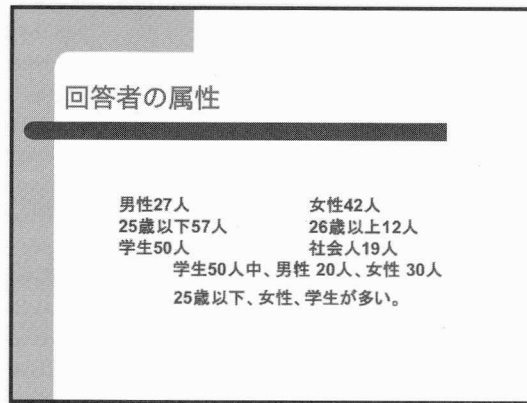 回答者の属性
男性27人 女性42人
25歳以下57人 26歳以上12人
学生50人 社会人19人
学生50人中、男性 20人、女性 30人
25歳以下、女性、学生が多い。